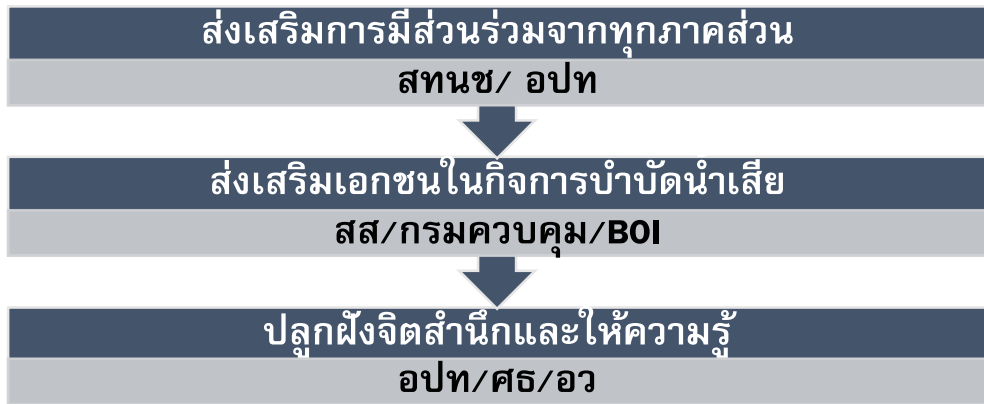 ส่งเสริมการมีส่วนร่วมจากทุกภาคส่วน
สทนช/ อปท
ส่งเสริมเอกชนในกิจการบำบัดน้ำเสีย
สส/กรมควบคุม/BOI
ปลูกฝังจิตสำนึกและให้ความรู้
อปท/ศธ/อว